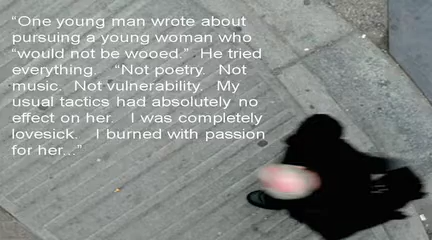 “One young man wrote about
pursuing a young woman who
“would not be wooed.”  He tried
everything.  “Not poetry.  Not
music.  Not vulnerability.  My
usual tactics had absolutely no
effect on her.  I was completely
lovesick.  I burned with passion
for her...”